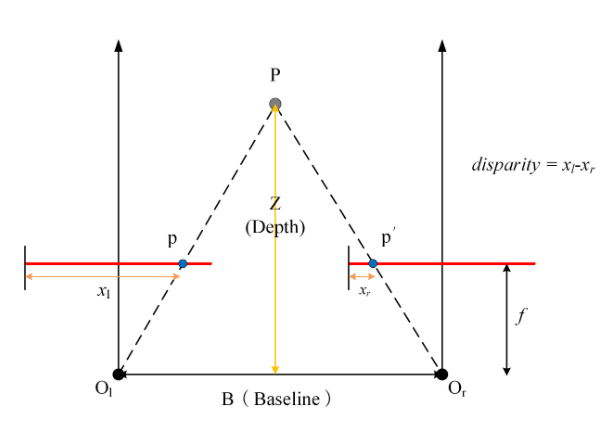 P
disparity = xl-xr
Z
(Depth)
p
p′
xl
xr
f
Ol
Or
B（Baseline）